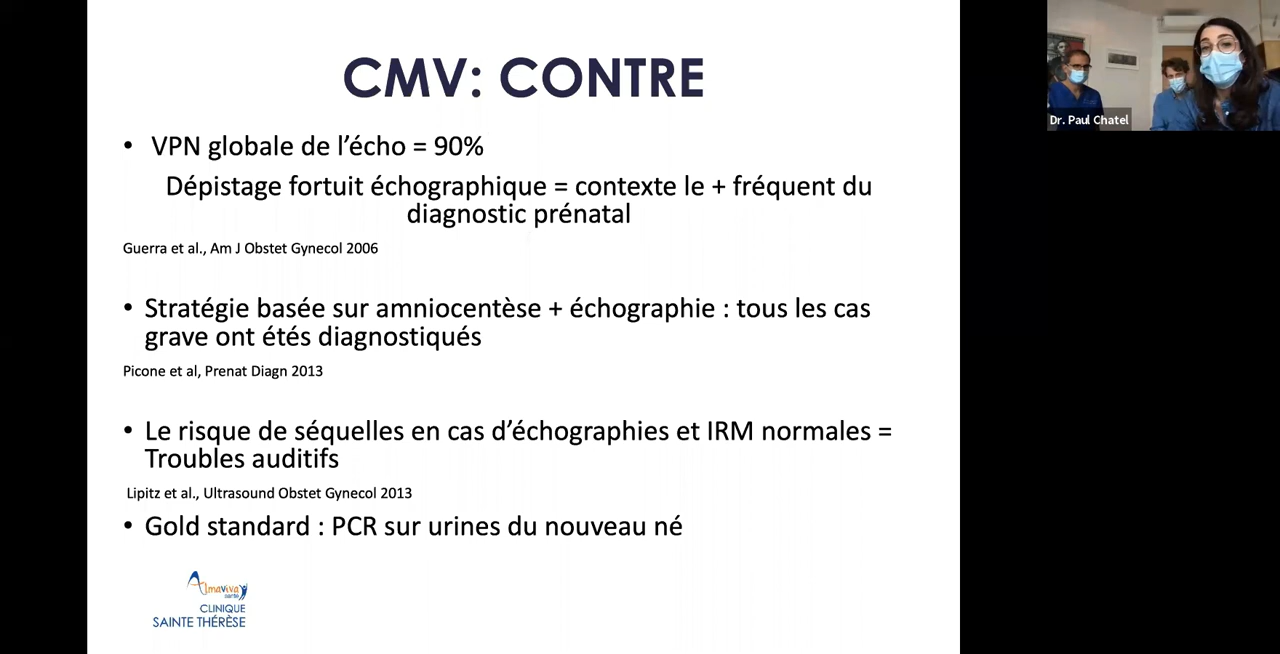 CMV: CONTRE
• VPN globale de l’écho = 90%
Dépistage fortuit échographique = contexte le + fréquent du
diagnostic prénatal
Guerra et al., Am J Obstet Gynecol 2006
• Stratégie basée sur amniocentèse + échographie : tous les cas
grave ont étés diagnostiqués
Picone et al, Prenat Diagn 2013
• Le risque de séquelles en cas d’échographies et IRM normales =
Troubles auditifs
Lipitz et al., Ultrasound Obstet Gynecol 2013
• Gold standard : PCR sur urines du nouveau né
Almaviva
santé
CLINIQUE
SAINTE THÉRÈSE
Dr. Paul Chatel